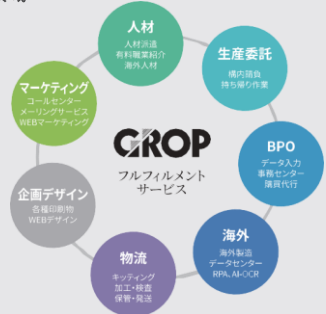 人材
人材派遣
有料職業紹介
海外人材
生産委託
構内請負
持ち帰り作業
BPO
データ入力
事務センター
購買代行
海外
海外製造
データセンター
RPA, AI-OCR
物流
キッティング
加工・検査
保管・発送
企画デザイン
各種印刷物
WEBデザイン
マーケティング
コールセンター
メーリングサービス
WEBマーケティング
GROP
フルフィルメント
サービス